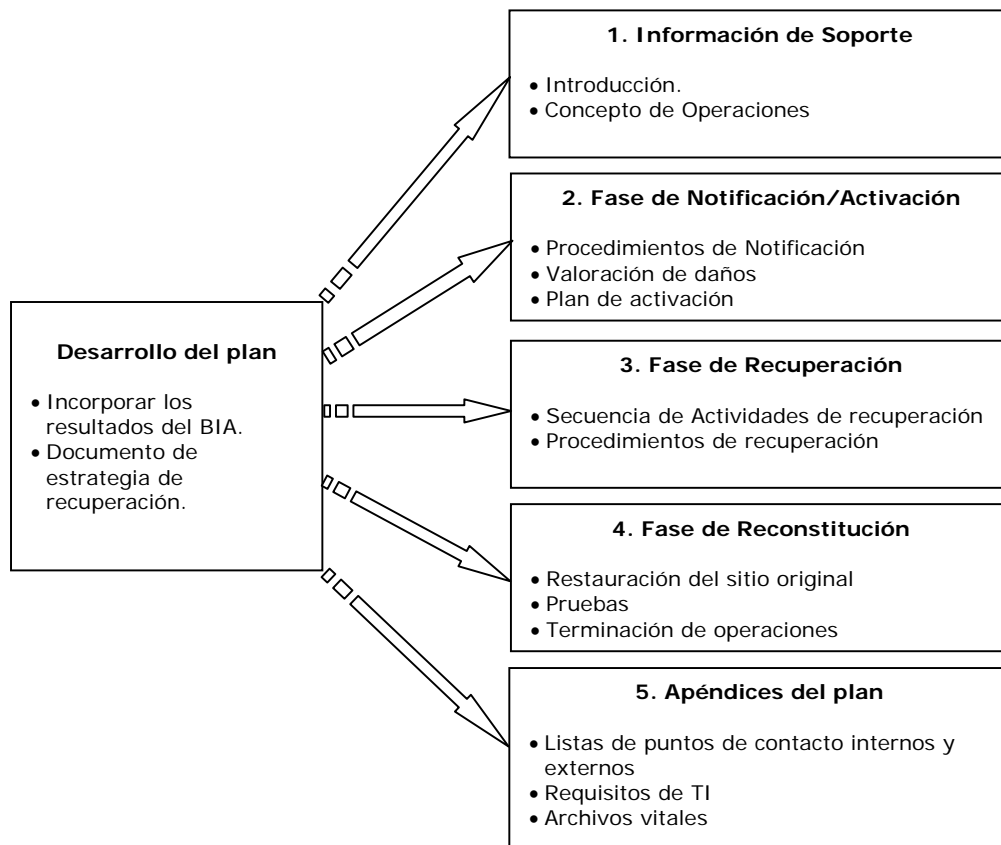 Desarrollo del plan
• Incorporar los
resultados del BIA.
• Documento de
estrategia de
recuperación.
1. Información de Soporte
• Introducción.
• Concepto de Operaciones
2. Fase de Notificación/Activación
• Procedimientos de Notificación
• Valoración de daños
• Plan de activación
3. Fase de Recuperación
• Secuencia de Actividades de recuperación
• Procedimientos de recuperación
4. Fase de Reconstitución
• Restauración del sitio original
• Pruebas
• Terminación de operaciones
5. Apéndices del plan
• Listas de puntos de contacto internos y
externos
• Requisitos de TI
• Archivos vitales